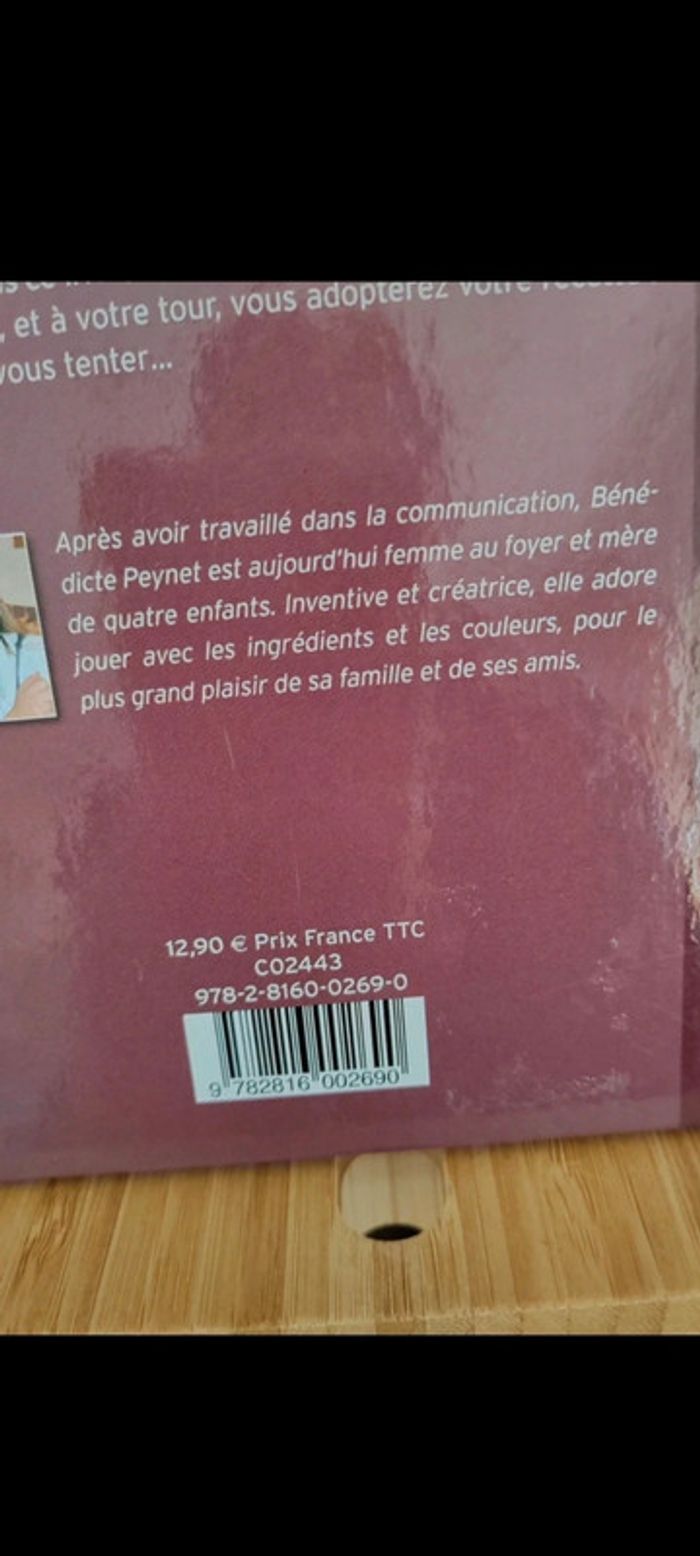 , et à votre tour, vous adopterez votre
vous tenter...
Après avoir travaillé dans la communication, Béné-
dicte Peynet est aujourd'hui femme au foyer et mère
de quatre enfants. Inventive et créatrice, elle adore
jouer avec les ingrédients et les couleurs, pour le
plus grand plaisir de sa famille et de ses amis.
12,90 € Prix France TTC
C02443
978-2-8160-0269-0
9 782816 002690